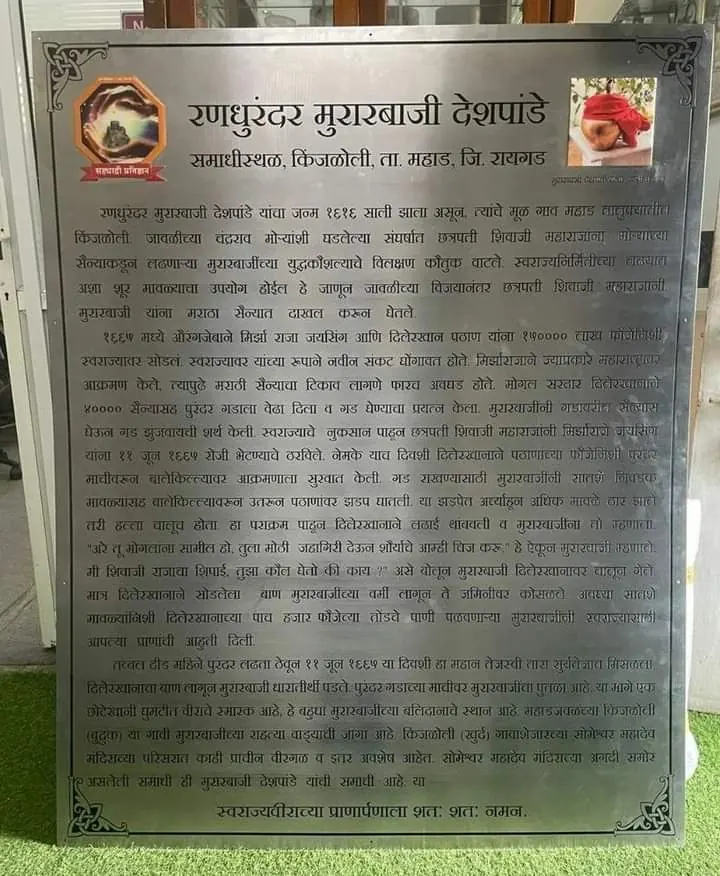 रणधुरंदर मुरारबाजी देशपांडे
समाधीस्थळ, किंजळोली, ता. महाड, जि. रायगड
सह्याद्री प्रतिष्ठान
रणधुरंदर मुरारबाजी देशपांडे यांचा जन्म १६१६ साली झाला असून, त्यांचे मूळ गाव महाड तालुक्यातील
किंजळोली. जावळीच्या चंद्रराव मोऱ्यांशी घडलेल्या संघर्षात छत्रपती शिवाजी महाराजांना मोऱ्याच्या
सैन्याकडून लढणाऱ्या मुरारबाजींच्या युद्धकौशल्याचे विलक्षण कौतुक वाटले. स्वराज्यनिर्मितीच्या
अशा शूर मावळ्याचा उपयोग होईल हे जाणून जावळीच्या विजयानंतर छत्रपती शिवाजी महाराजांनी
मुरारबाजी यांना मराठा सैन्यात दाखल करून घेतले.
१६६५ मध्ये औरंगजेबाने मिर्झा राजा जयसिंग आणि दिलेरखान पठाण यांना १५०००० लाख फौजेनिशी
स्वराज्यावर सोडलं. स्वराज्यावर यांच्या रूपाने नवीन संकट घोंगावत होते. मिर्झाराजाने ज्याप्रकारे महाराष्ट्रावर
आक्रमण केले, त्यापुढे मराठी सैन्याचा टिकाव लागणे फारच अवघड होते. मोगल सरदार दिलेरखानाने
४०००० सैन्यासह पुरंदर गडाला वेढा दिला व गड घेण्याचा प्रयत्न केला. मुरारबाजींनी गडावरील सैन्यास
घेऊन गड झुजवायची शर्थ केली. स्वराज्याचे नुकसान पाहून छत्रपती शिवाजी महाराजांनी मिर्झाराजे जयसिंग
यांना ११ जून १६६५ रोजी भेटण्याचे ठरविले. नेमके याच दिवशी दिलेरखानाने पठाणांच्या फौजेनिशी पुरंदर
माचीवरून बालेकिल्ल्यावर आक्रमणाला सुरवात केली. गड राखण्यासाठी मुरारबाजींनी सातशे निवडक
मावळ्यांसह बालेकिल्ल्यावरून उतरून पठाणांवर झडप घातली. या झडपेत अर्ध्याहून अधिक मावळे ठार झाले
तरी हल्ला चालूच होता. हा पराक्रम पाहून दिलेरखानाने लढाई थांबवली व मुरारबाजींना तो म्हणाला,
"अरे तू मोगलांना सामील हो, तुला मोठी जहागिरी देऊन शौर्याचे आम्ही चिज करू." हे ऐकून मुरारबाजी म्हणाले,
मी शिवाजी राजाचा शिपाई, तुझा कौल घेतो की काय ?" असे बोलून मुरारबाजी दिलेरखानावर चालून गेले.
मात्र दिलेरखानाने सोडलेला बाण मुरारबाजींच्या वर्मी लागून ते जमिनीवर कोसळले. अवघ्या सातशे
मावळ्यांनिशी दिलेरखानाच्या पाच हजार फौजेच्या तोंडचे पाणी पळवणाऱ्या मुरारबाजींनी स्वराज्यासाठी
आपल्या प्राणाची आहुती दिली.
तब्बल दीड महिने पुरंदर लढता ठेवून ११ जून १६६५ या दिवशी हा महान तेजस्वी तारा सुर्यतेजात मिसळला.
दिलेरखानाचा बाण लागून मुरारबाजी धारातीर्थी पडले. पुरंदर गडाच्या माचीवर मुरारबाजींचा पुतळा आहे. या मागे एक
छोटेखानी घुमटीत वीराचे स्मारक आहे, हे बहुधा मुरारबाजींच्या बलिदानाचे स्थान आहे. महाडजवळच्या किंजळोली
(बुद्रुक) या गावी मुरारबाजींच्या राहत्या वाड्याची जागा आहे. किंजळोली (खुर्द) गावाशेजारच्या सोमेश्वर महादेव
मंदिराच्या परिसरात काही प्राचीन वीरगळ व इतर अवशेष आहेत. सोमेश्वर महादेव मंदिराच्या अगदी समोर
असलेली समाधी ही मुरारबाजी देशपांडे यांची समाधी आहे. या
स्वराज्यवीराच्या प्राणार्पणाला शत: शत: नमन.